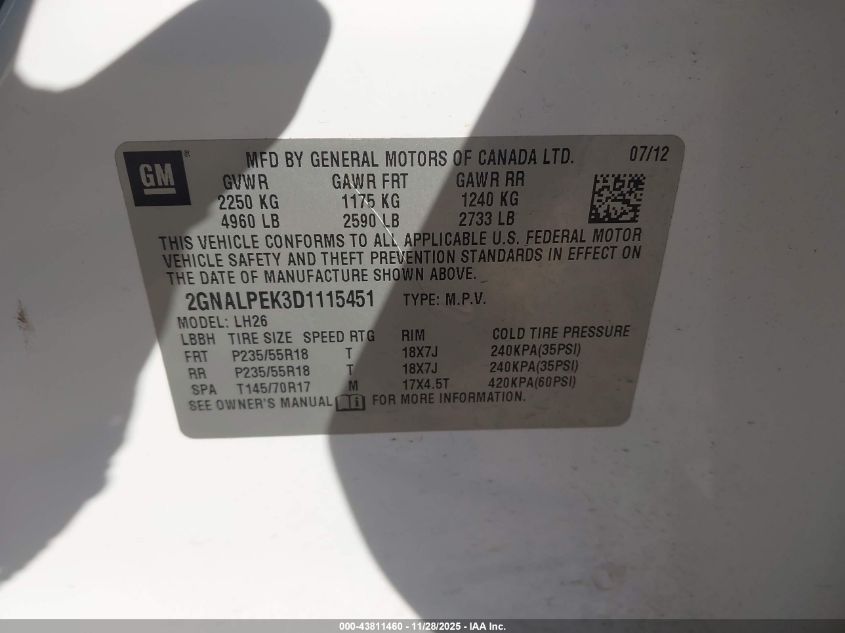 GM ® MFD BY GENERAL MOTORS OF CANADA LTD. 07/12
GVWR GAWR FRT GAWR RR
2250 KG 1175 KG 1240 KG
4960 LB 2590 LB 2733 LB
THIS VEHICLE CONFORMS TO ALL APPLICABLE U.S. FEDERAL MOTOR
VEHICLE SAFETY AND THEFT PREVENTION STANDARDS IN EFFECT ON
THE DATE OF MANUFACTURE SHOWN ABOVE.
2GNALPEK3D1115451 TYPE: M.P.V.
MODEL: LH26
LBBH TIRE SIZE SPEED RTG RIM COLD TIRE PRESSURE
FRT P235/55R18 T 18X7J 240KPA(35PSI)
RR P235/55R18 T 18X7J 240KPA(35PSI)
SPA T145/70R17 M 17X4.5T 420KPA(60PSI)
SEE OWNER'S MANUAL FOR MORE INFORMATION.
000-43811460 - 11/28/2025 - IAA Inc.